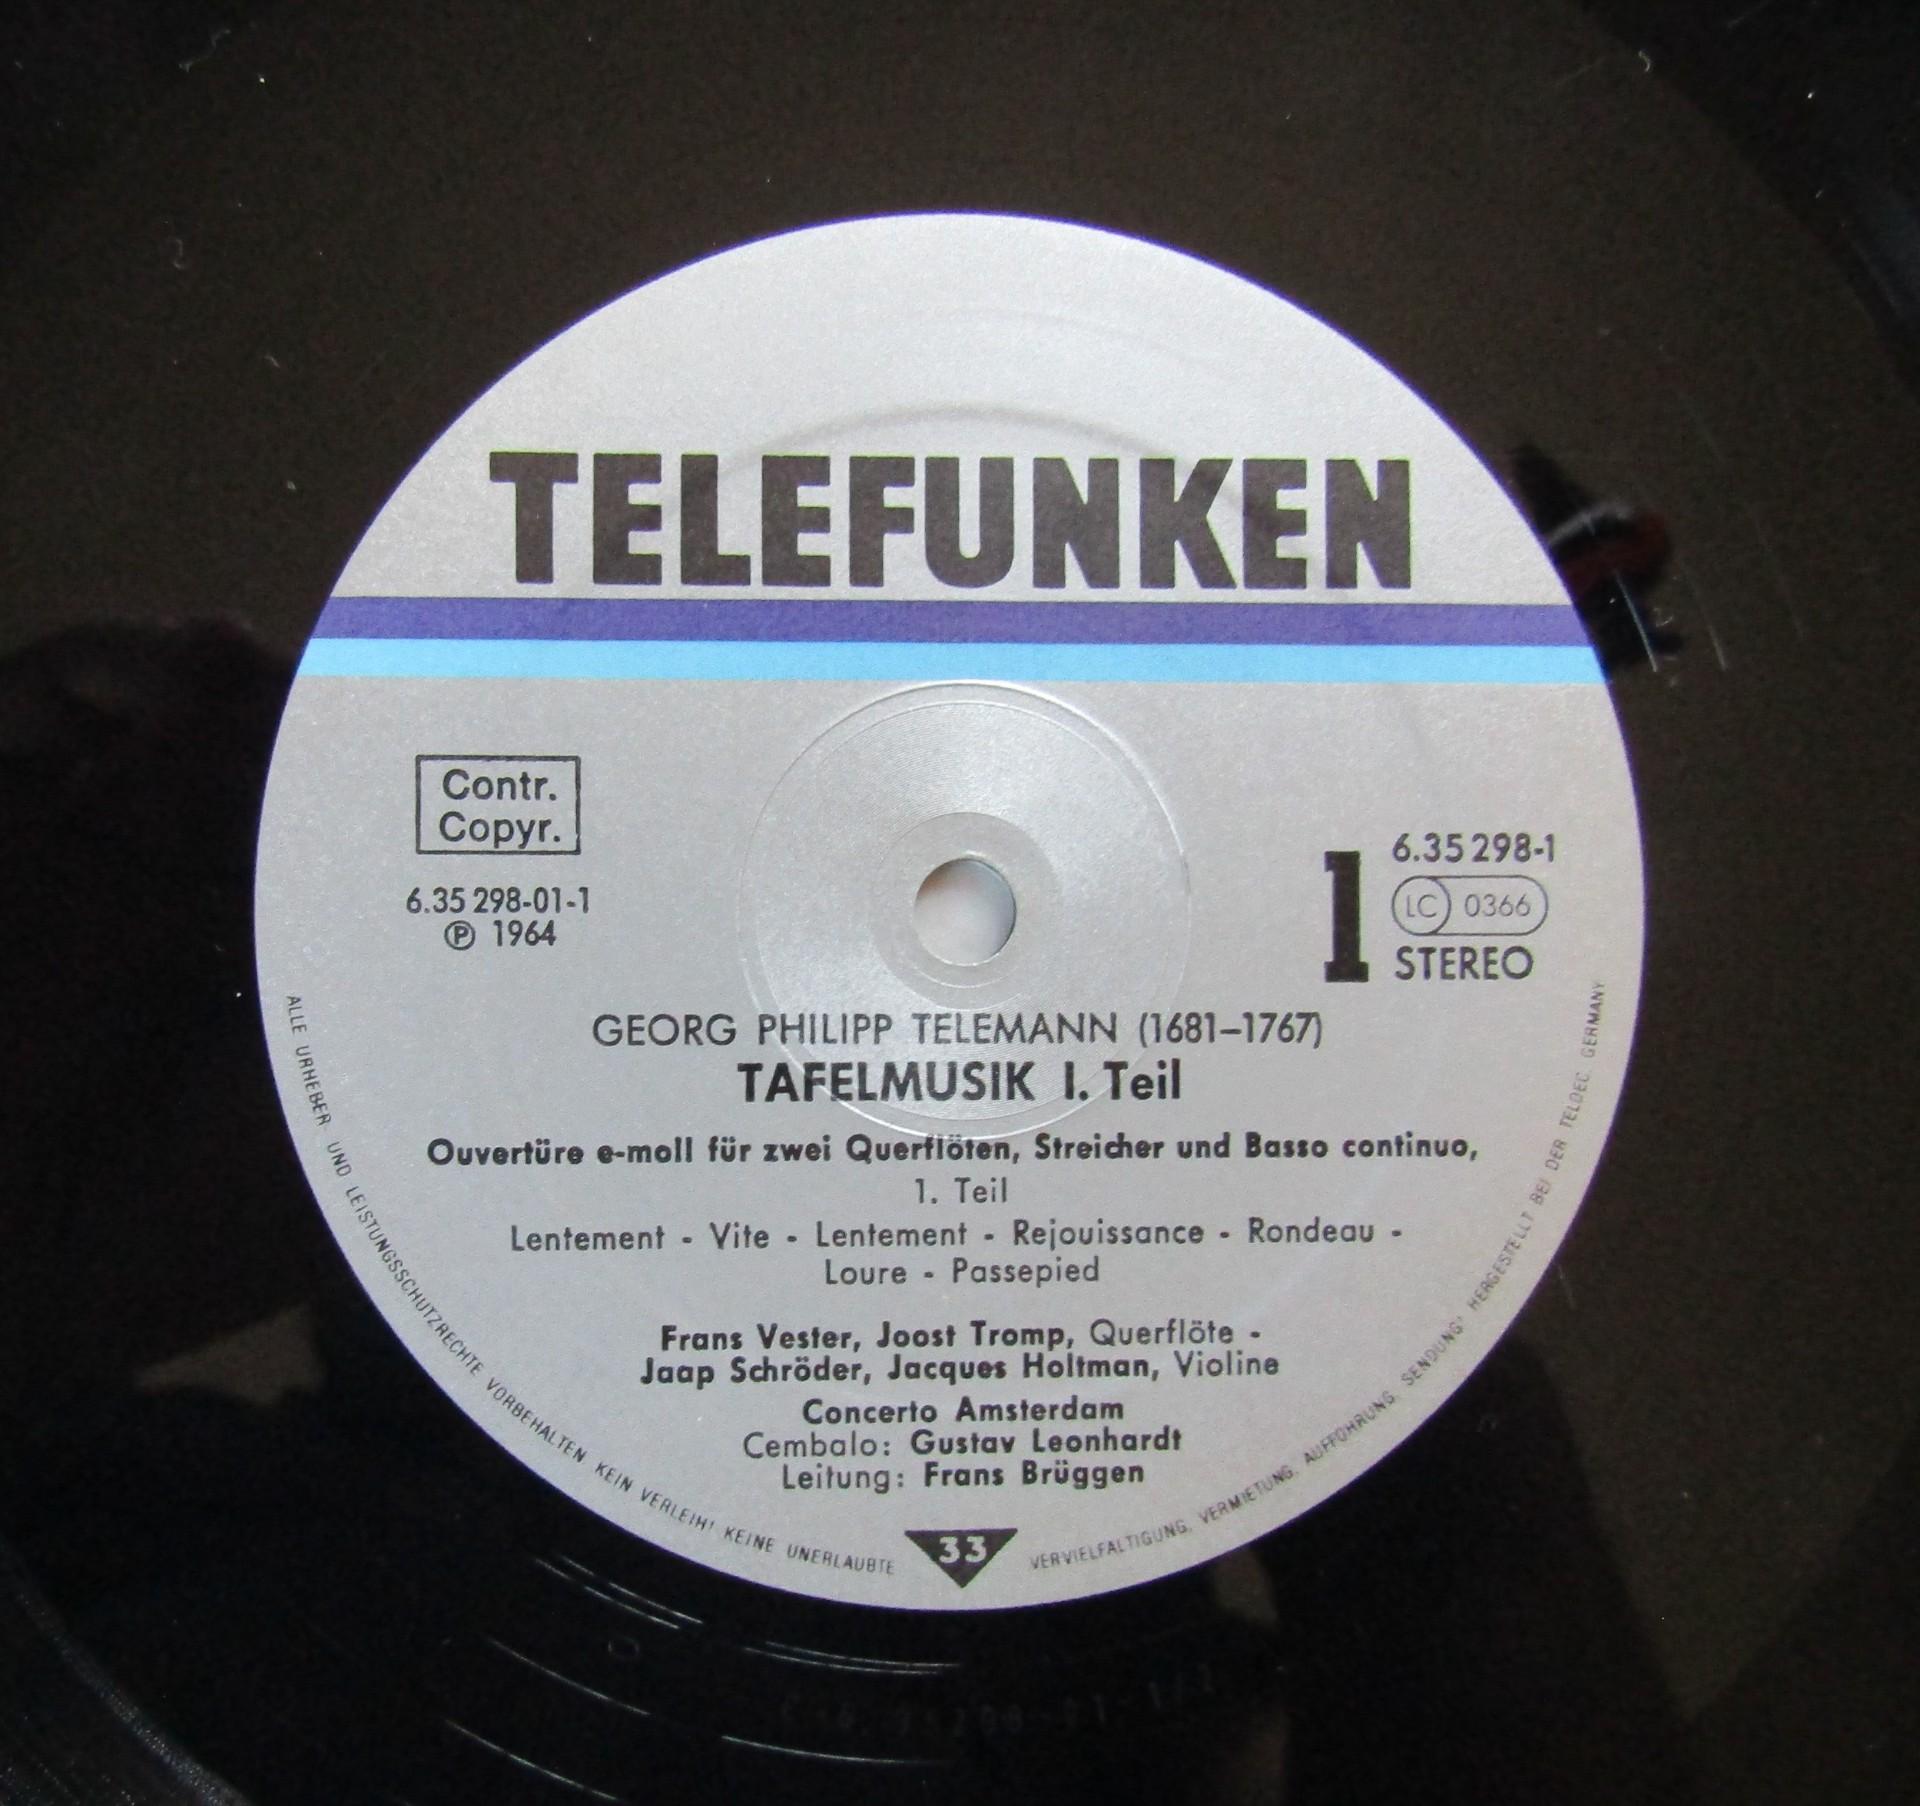 TELEFUNKEN
Contr.
Copyr.
6.35 298-01-1
Ⓟ 1964
1
6.35 298-1
LC 0366
STEREO
GEORG PHILIPP TELEMANN (1681–1767)
TAFELMUSIK I. Teil
Ouvertüre e-moll für zwei Querflöten, Streicher und Basso continuo,
1. Teil
Lentement - Vite - Lentement - Rejouissance - Rondeau -
Loure - Passepied
Frans Vester, Joost Tromp, Querflöte -
Jaap Schröder, Jacques Holtman, Violine
Concerto Amsterdam
Cembalo: Gustav Leonhardt
Leitung: Frans Brüggen
33
ALLE URHEBER UND LEISTUNGSSCHUTZRECHTE VORBEHALTEN KEIN VERLEIH! KEINE UNERLAUBTE VERVIELFÄLTIGUNG, VERMIETUNG, AUFFÜHRUNG, SENDUNG! HERGESTELLT BEI DER TELDEC GERMANY